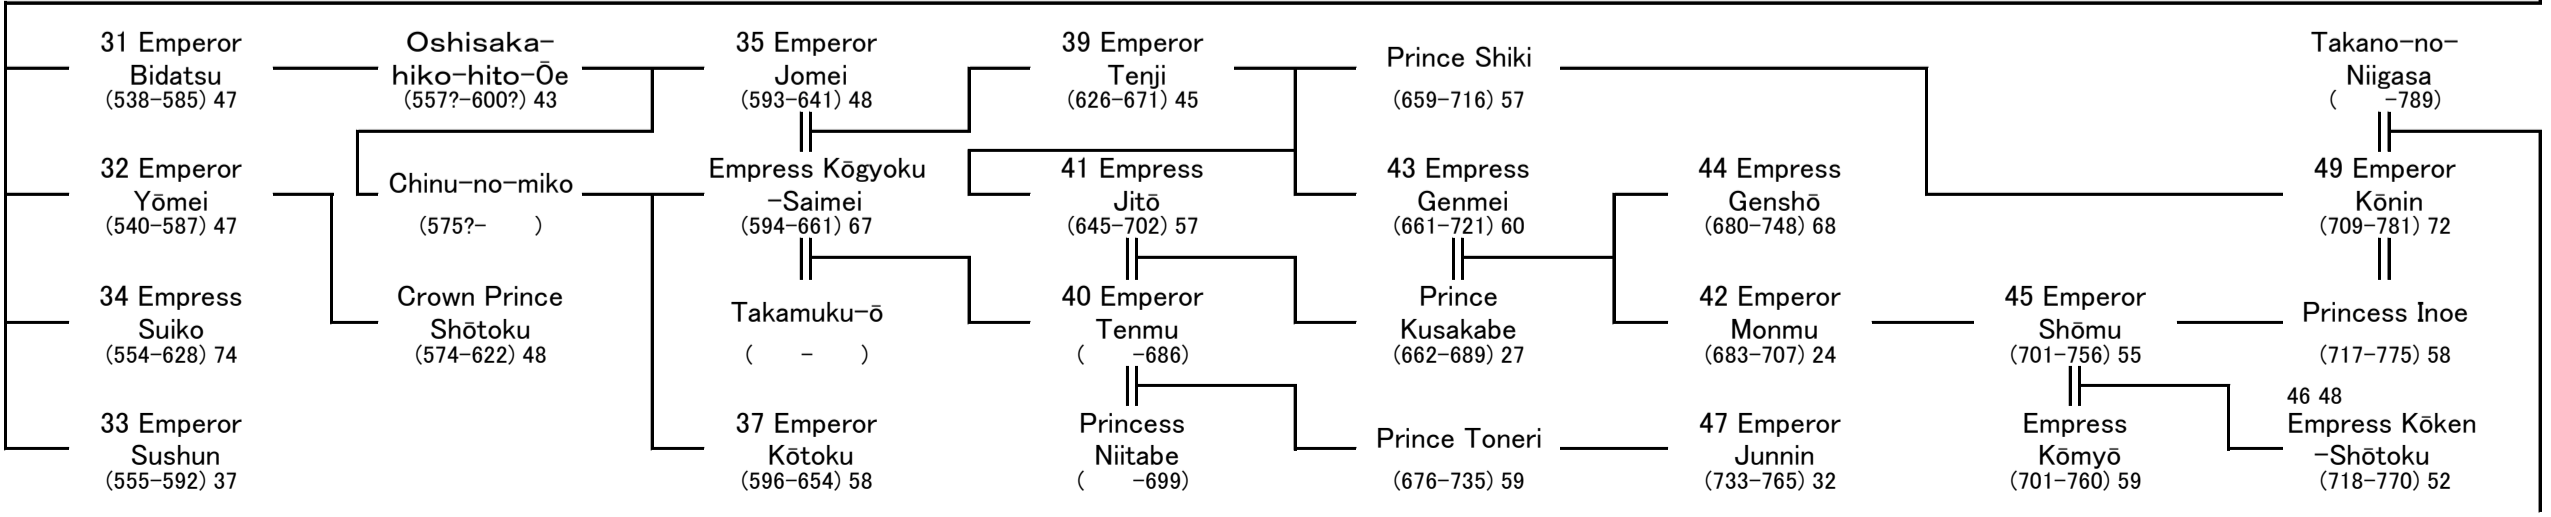 31 Emperor
Bidatsu
(538-585) 47
Oshisaka-
hiko-hito-Ōe
(557?-600?) 43
35 Emperor
Jomei
(593-641) 48
39 Emperor
Tenji
(626-671) 45
Prince Shiki
(659-716) 57
Takano-no-
Niigasa
( -789)
32 Emperor
Yōmei
(540-587) 47
Chinu-no-miko
(575?- )
Empress Kōgyoku
-Saimei
(594-661) 67
41 Empress
Jitō
(645-702) 57
43 Empress
Genmei
(661-721) 60
44 Empress
Genshō
(680-748) 68
49 Emperor
Kōnin
(709-781) 72
34 Empress
Suiko
(554-628) 74
Crown Prince
Shōtoku
(574-622) 48
Takamuku-ō
( - )
40 Emperor
Tenmu
( -686)
Prince
Kusakabe
(662-689) 27
42 Emperor
Monmu
(683-707) 24
45 Emperor
Shōmu
(701-756) 55
Princess Inoe
(717-775) 58
33 Emperor
Sushun
(555-592) 37
37 Emperor
Kōtoku
(596-654) 58
Princess
Niitabe
( -699)
Prince Toneri
(676-735) 59
47 Emperor
Junnin
(733-765) 32
Empress
Kōmyō
(701-760) 59
46 48
Empress Kōken
-Shōtoku
(718-770) 52